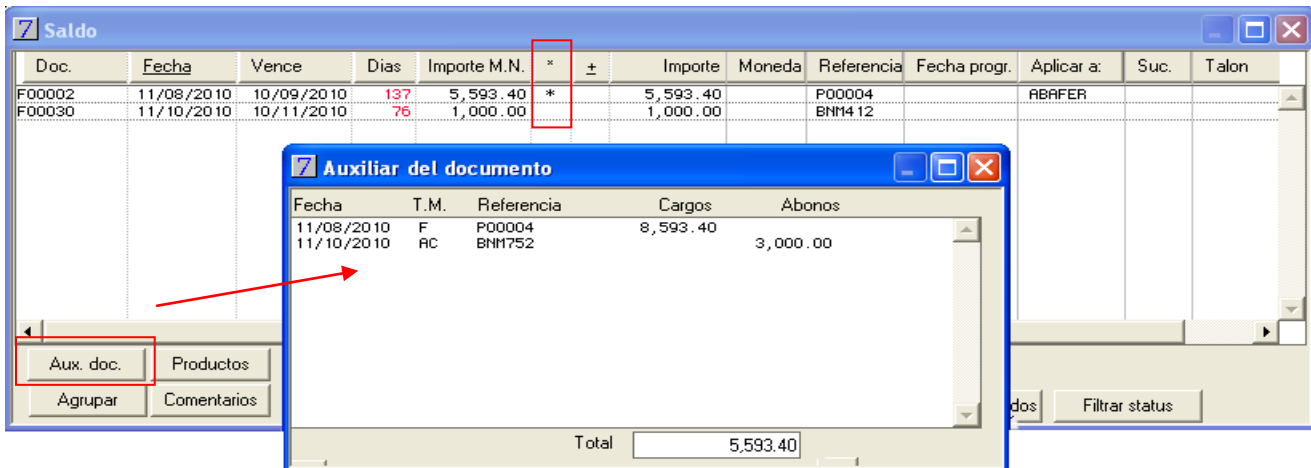 7 Saldo
Doc. Fecha Vence Dias Importe M.N. * + Importe Moneda Referencia Fecha progr. Aplicar a: Suc. Talon
F00002 11/08/2010 10/09/2010 137 5,593.40 * 5,593.40 P00004 ABAFER
F00030 11/10/2010 10/11/2010 76 1,000.00 1,000.00 BNM412
7 Auxiliar del documento
Fecha T.M. Referencia Cargos Abonos
11/08/2010 F P00004 8,593.40
11/10/2010 AC BNM752 3,000.00
Total 5,593.40
Aux. doc. Productos
Agrupar Comentarios dos Filtrar status